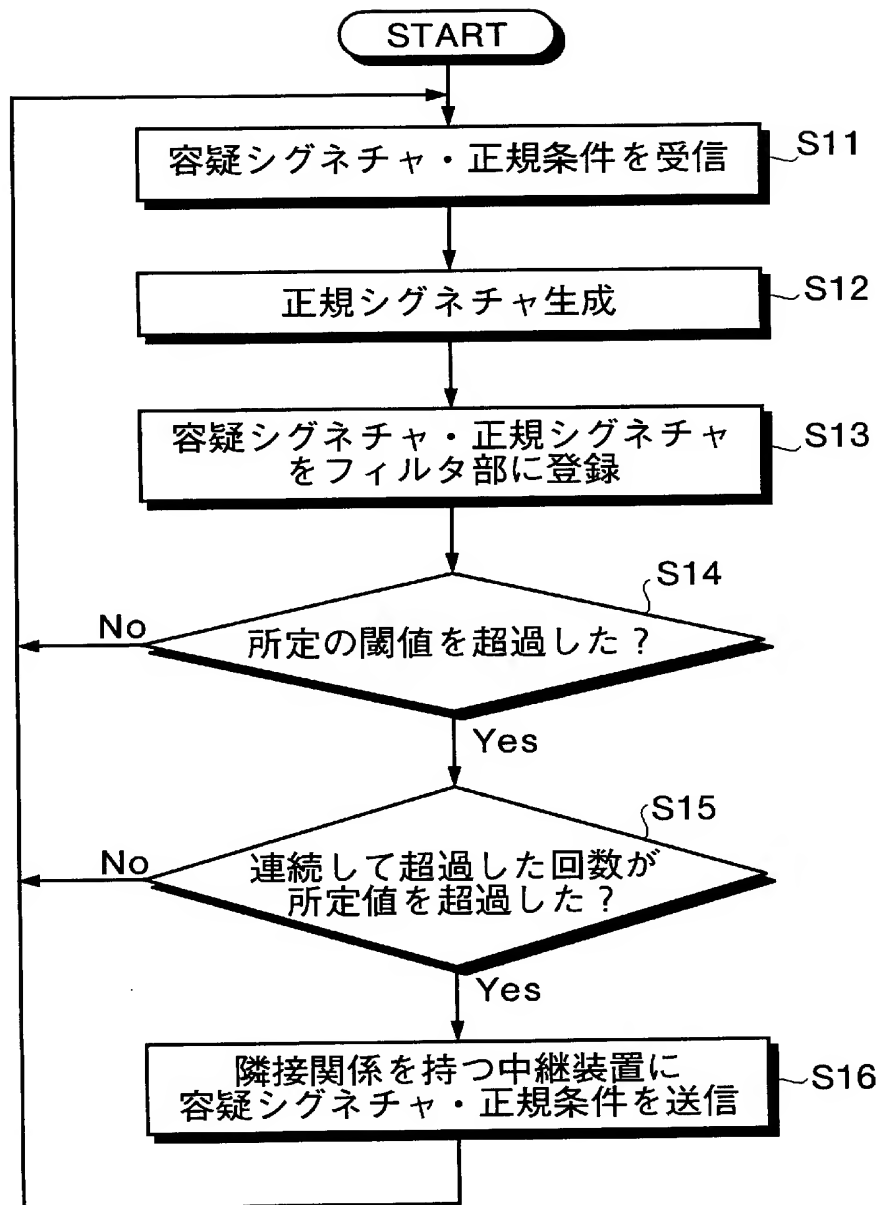 START
容疑シグネチャ・正規条件を受信
S11
正規シグネチャ生成
S12
容疑シグネチャ・正規シグネチャ
をフィルタ部に登録
S13
S14
No
所定の閾値を超過した?
Yes
S15
No
連続して超過した回数が
所定値を超過した?
Yes
隣接関係を持つ中継装置に
容疑シグネチャ・正規条件を送信
S16